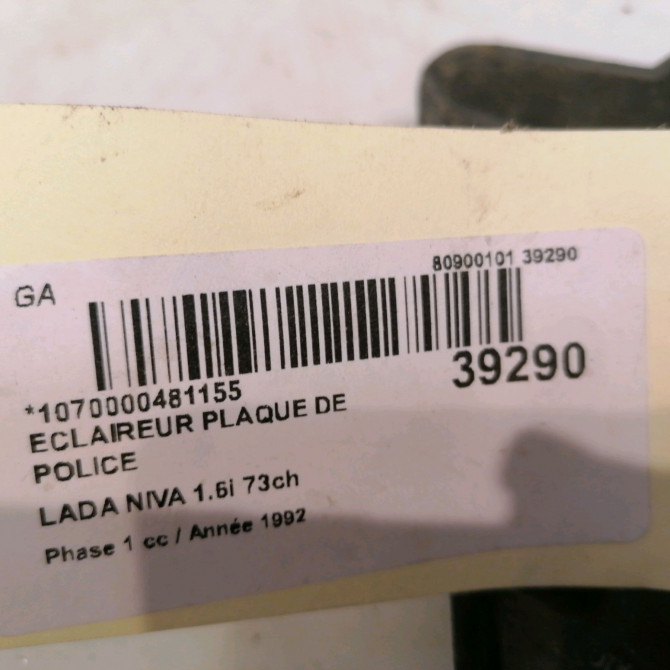 GA
80900101 39290
39290
*1070000481155
ECLAIREUR PLAQUE DE
POLICE
LADA NIVA 1.6i 73ch
Phase 1 cc / Année 1992